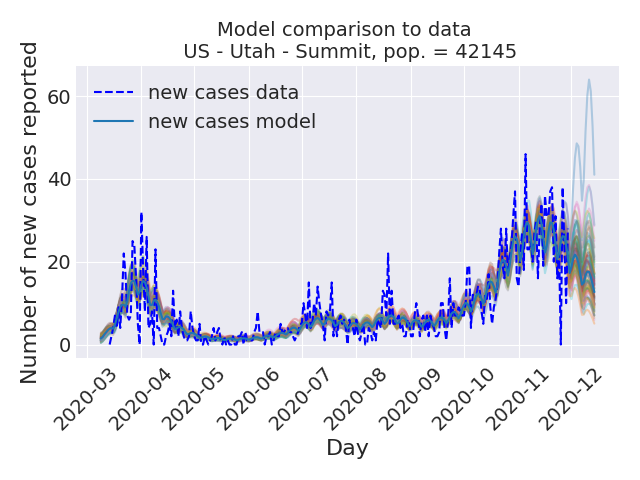 Model comparison to data
US - Utah - Summit, pop. = 42145
Number of new cases reported
60
40
20
0
new cases data
new cases model
2020-03
2020-04
2020-05
2020-06
2020-07
2020-08
2020-09
2020-10
2020-11
2020-12
Day